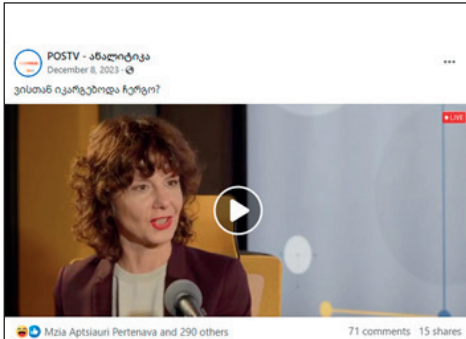 POSTV - ანალიტიკა
December 8, 2023
ვისთან იკარგებოდა ჩერგო?
LIVE
Mzia Aptsiauri Pertenava and 290 others
71 comments 15 shares